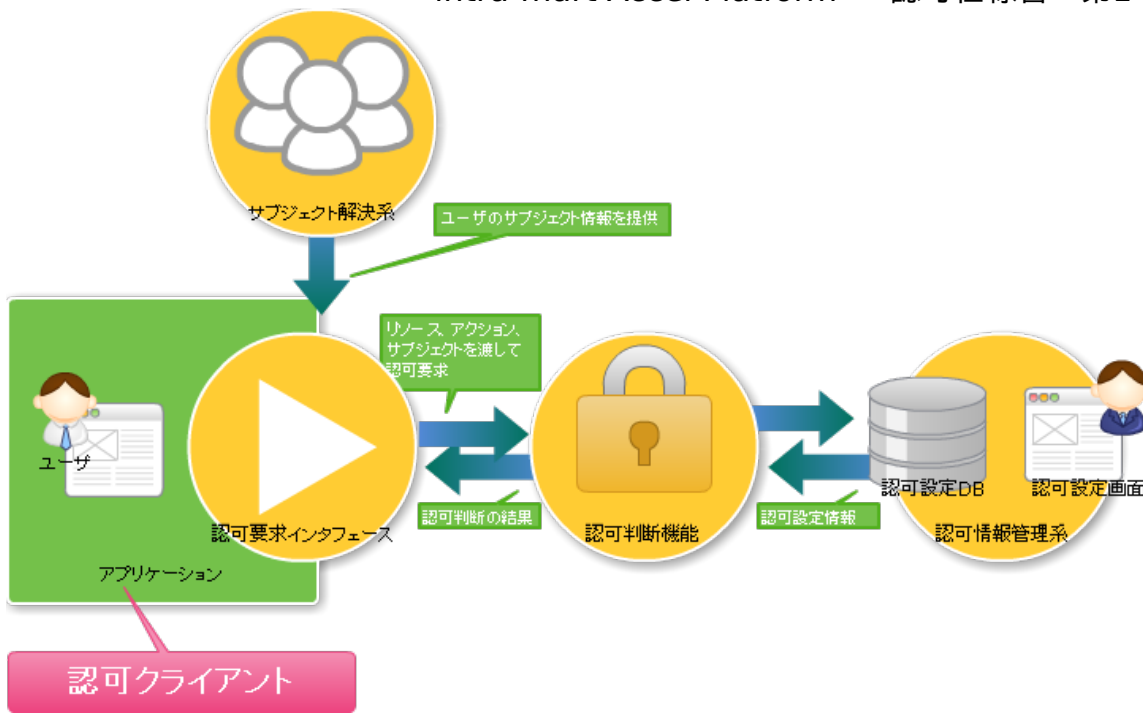 サブジェクト解決系
ユーザのサブジェクト情報を提供
リソース、アクション、
サブジェクトを渡して
認可要求
ユーザ
認可設定DB
認可設定画面
認可判断の結果
認可設定情報
認可要求インタフェース
認可判断機能
認可情報管理系
アプリケーション
認可クライアント